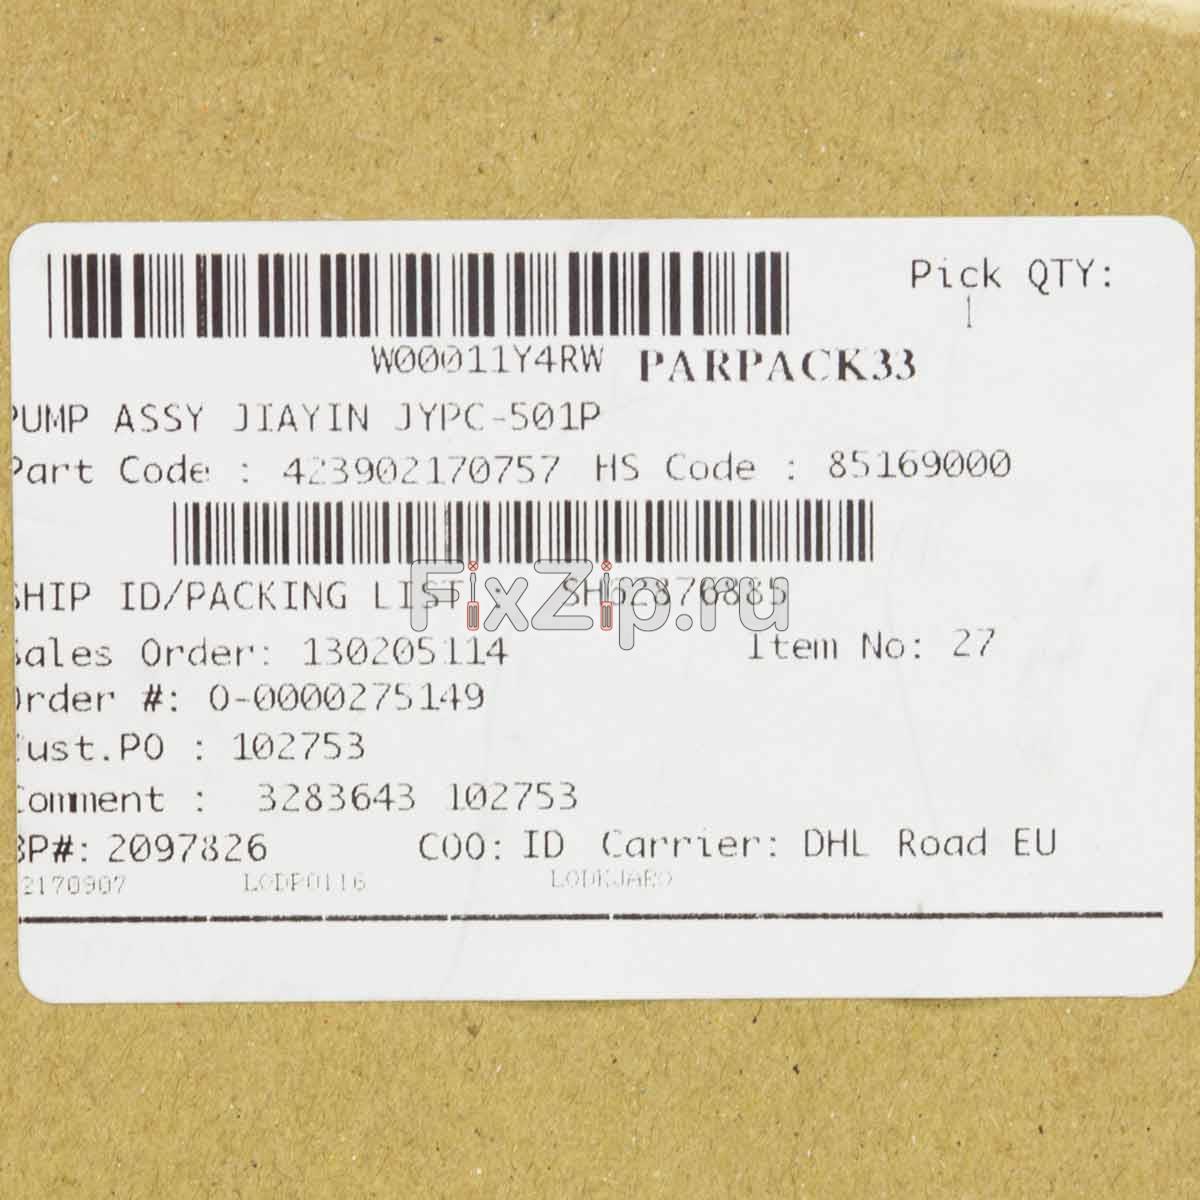 Pick QTY:
1
W00011Y4RW PARPACK33
PUMP ASSY JIAYIN JYPC-501P
Part Code : 423902170757 HS Code : 85169000
SHIP ID/PACKING LIST : SH62870885
FixZip.ru
Sales Order: 130205114 Item No: 27
Order #: O-0000275149
Cust.PO : 102753
Comment : 3283643 102753
BP#: 2097826 COO: ID Carrier: DHL Road EU
2170907 LODP0116